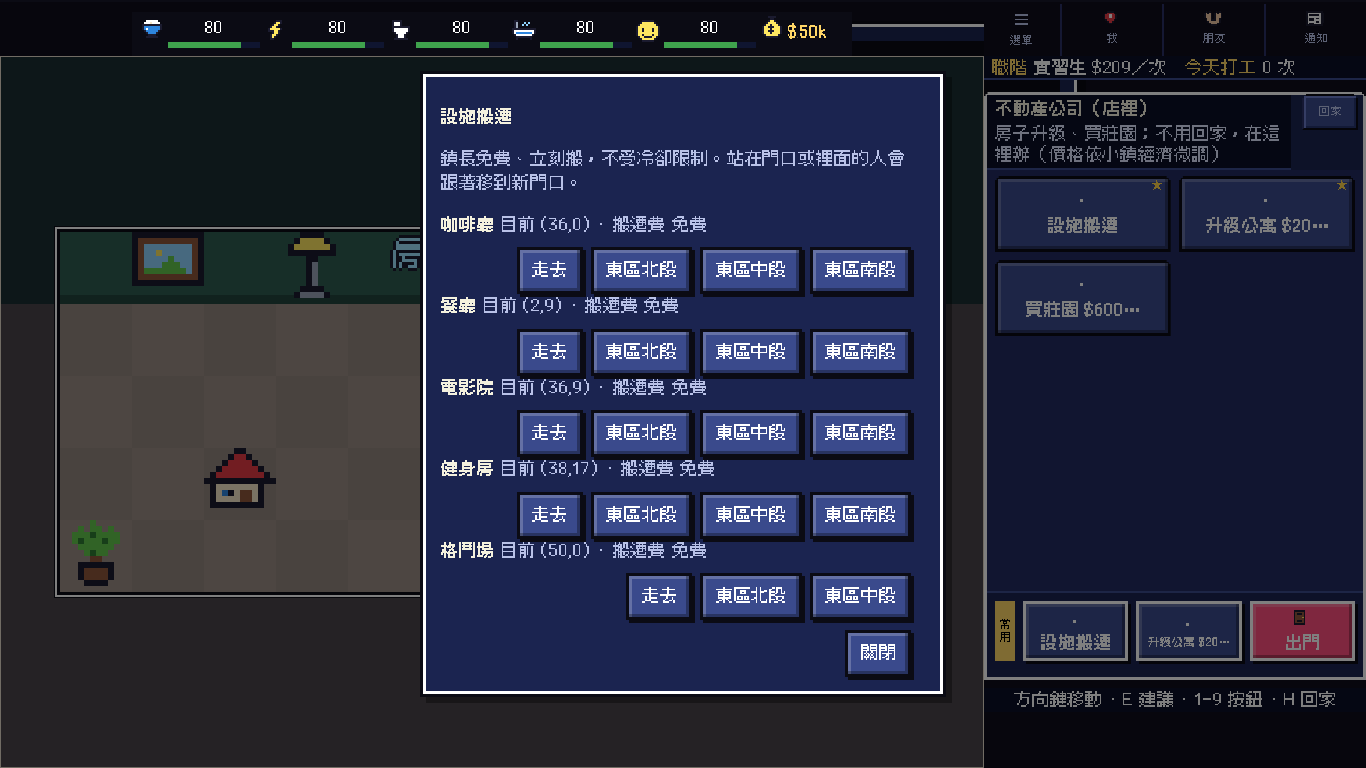 80 80 80 80 80 $50k
選單 我 朋友 通知
職階 實習生 $209/次 今天打工 0 次
不動產公司（店裡）
回家
房子升級、買莊園；不用回家，在這
裡辦（價格依小鎮經濟微調）
設施搬遷 升級公寓 $20…
買莊園 $600…
設施搬遷
鎮長免費、立刻搬，不受冷卻限制。站在門口或裡面的人會
跟著移到新門口。
咖啡廳 目前 (36,0) · 搬遷費 免費
走去 東區北段 東區中段 東區南段
餐廳 目前 (2,9) · 搬遷費 免費
走去 東區北段 東區中段 東區南段
電影院 目前 (36,9) · 搬遷費 免費
走去 東區北段 東區中段 東區南段
健身房 目前 (38,17) · 搬遷費 免費
走去 東區北段 東區中段 東區南段
格鬥場 目前 (50,0) · 搬遷費 免費
走去 東區北段 東區中段
關閉
常用
設施搬遷 升級公寓 $20… 出門
方向鍵移動 · E 建議 · 1-9 按鈕 · H 回家